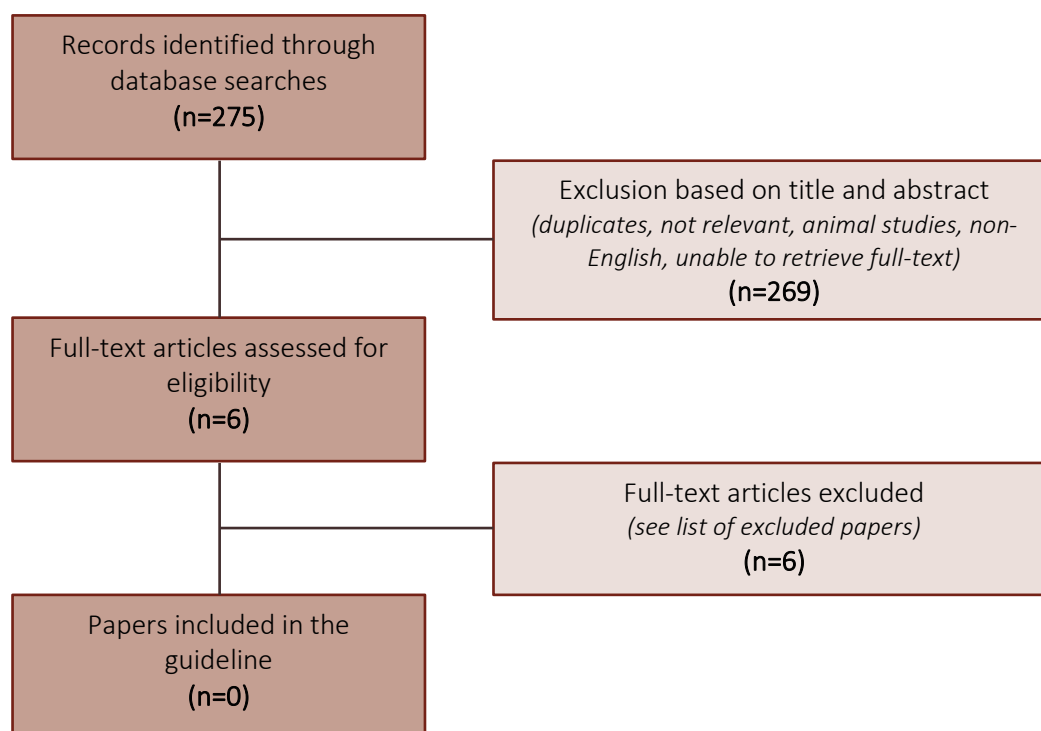 Records identified through
database searches
(n=275)
Exclusion based on title and abstract
(duplicates, not relevant, animal studies, non-
English, unable to retrieve full-text)
(n=269)
Full-text articles assessed for
eligibility
(n=6)
Full-text articles excluded
(see list of excluded papers)
(n=6)
Papers included in the
guideline
(n=0)